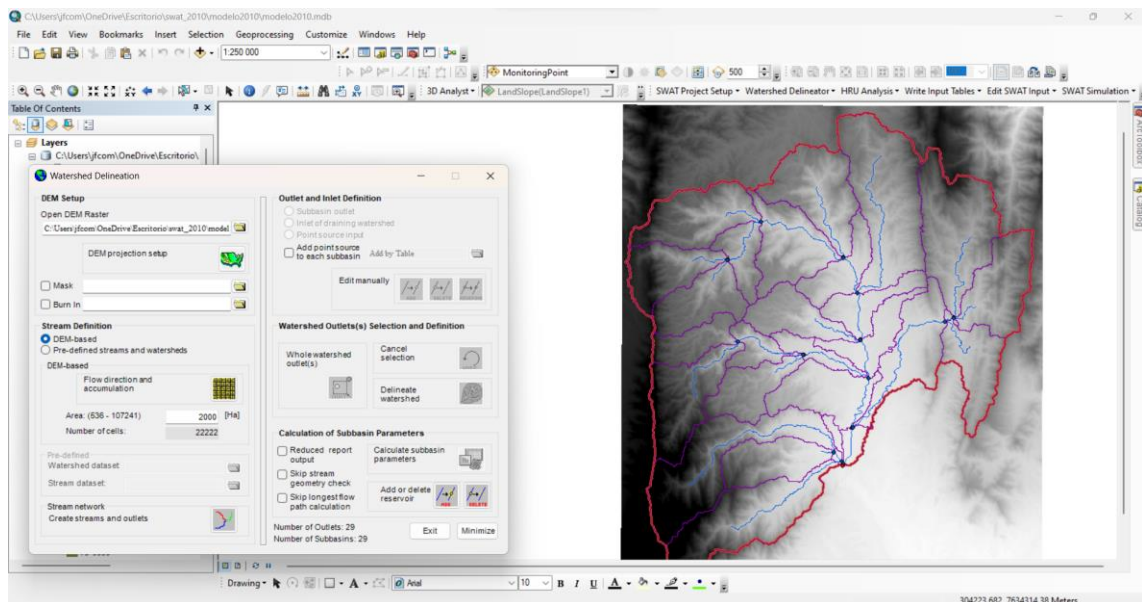 C:\Users\jfcom\OneDrive\Escritorio\swat_2010\modelo2010\modelo2010.mdb
File Edit View Bookmarks Insert Selection Geoprocessing Customize Windows Help
1:250 000
MonitoringPoint
500
3D Analyst
LandSlope(LandSlope1)
SWAT Project Setup Watershed Delineator HRU Analysis Write Input Tables Edit SWAT Input SWAT Simulation
Table Of Contents
Layers
C:\Users\jfcom\OneDrive\Escritorio\
ArcToolbox
Catalog
Watershed Delineation
DEM Setup
Open DEM Raster
C:\Users\jfcom\OneDrive\Escritorio\swat_2010\model
DEM projection setup
Mask
Burn In
Stream Definition
DEM-based
Pre-defined streams and watersheds
DEM-based
Flow direction and
accumulation
Area: (636 - 107241) 2000 [Ha]
Number of cells: 22222
Pre-defined
Watershed dataset
Stream dataset:
Stream network
Create streams and outlets
Outlet and Inlet Definition
Subbasin outlet
Inlet of draining watershed
Point source input
Add point source
to each subbasin
Add by Table
Edit manually
ADD DELETE
Watershed Outlets(s) Selection and Definition
Whole watershed
outlet(s)
Cancel
selection
Delineate
watershed
Calculation of Subbasin Parameters
Reduced report
output
Skip stream
geometry check
Skip longest flow
path calculation
Calculate subbasin
parameters
Add or delete
reservoir
ADD DELETE
Number of Outlets: 29
Number of Subbasins: 29
Exit Minimize
Drawing
A
Arial
10
B I U A
304223,682 7634314,38 Meters